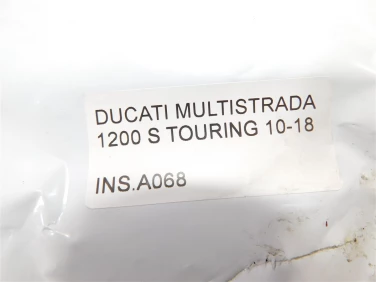 DUCATI MULTISTRADA
1200 S TOURING 10-18
INS.A068